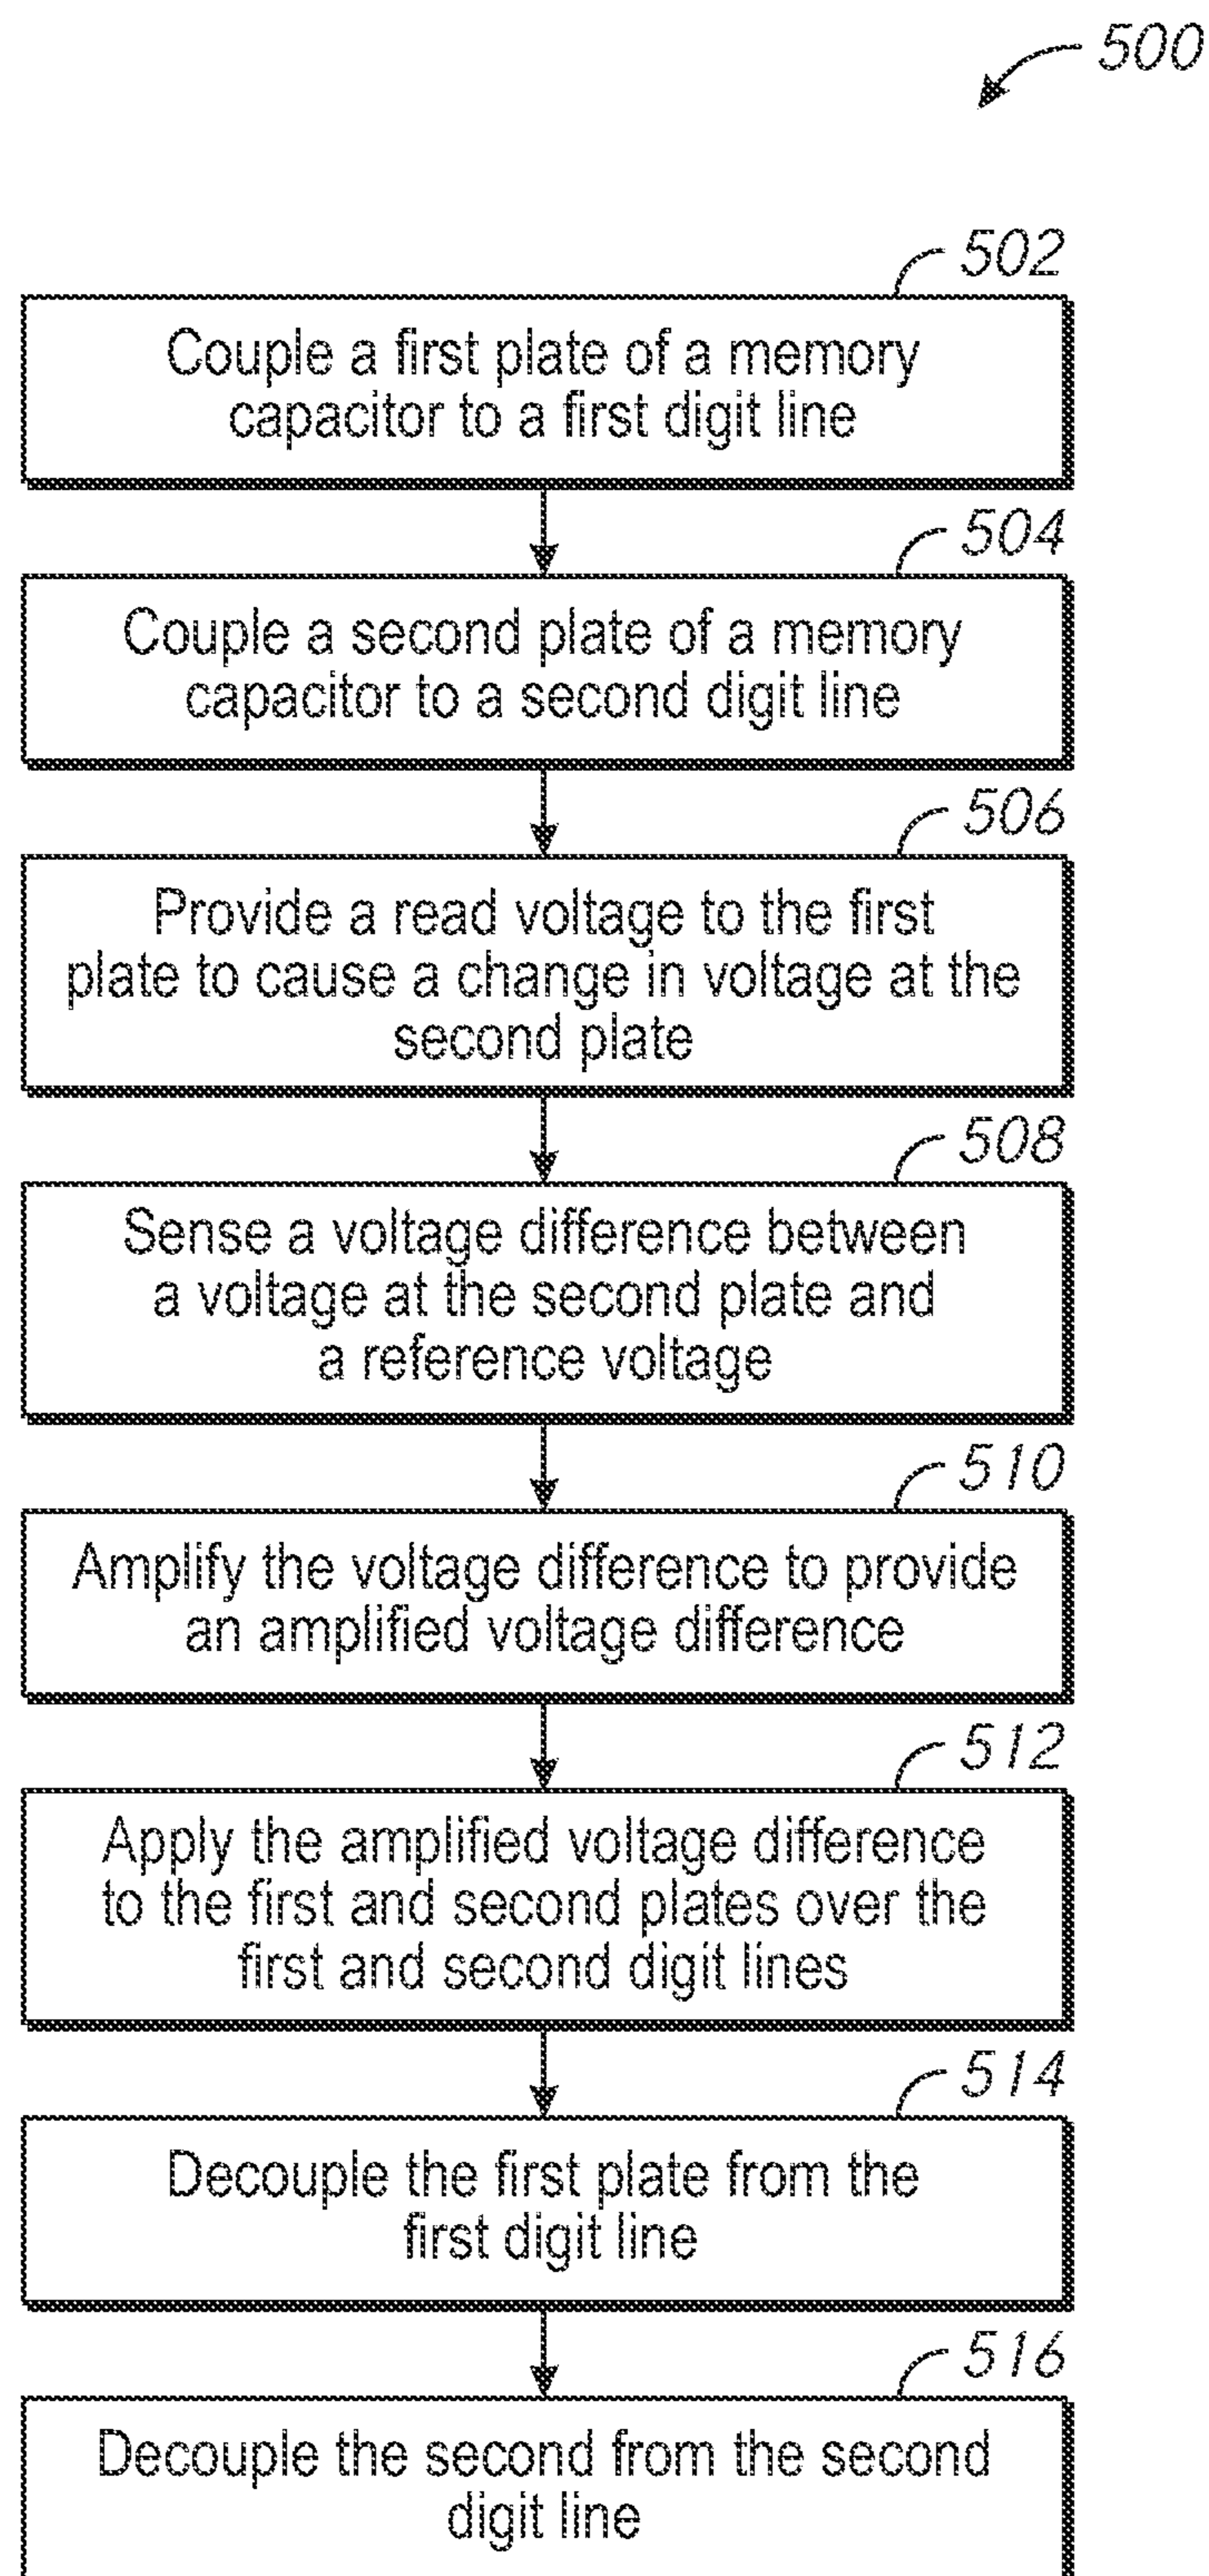 500
502
Couple a first plate of a memory
capacitor to a first digit line
504
Couple a second plate of a memory
capacitor to a second digit line
506
Provide a read voltage to the first
plate to cause a change in voltage at the
second plate
508
Sense a voltage difference between
a voltage at the second plate and
a reference voltage
510
Amplify the voltage difference to provide
an amplified voltage difference
512
Apply the amplified voltage difference
to the first and second plates over the
first and second digit lines
514
Decouple the first plate from the
first digit line
516
Decouple the second from the second
digit line